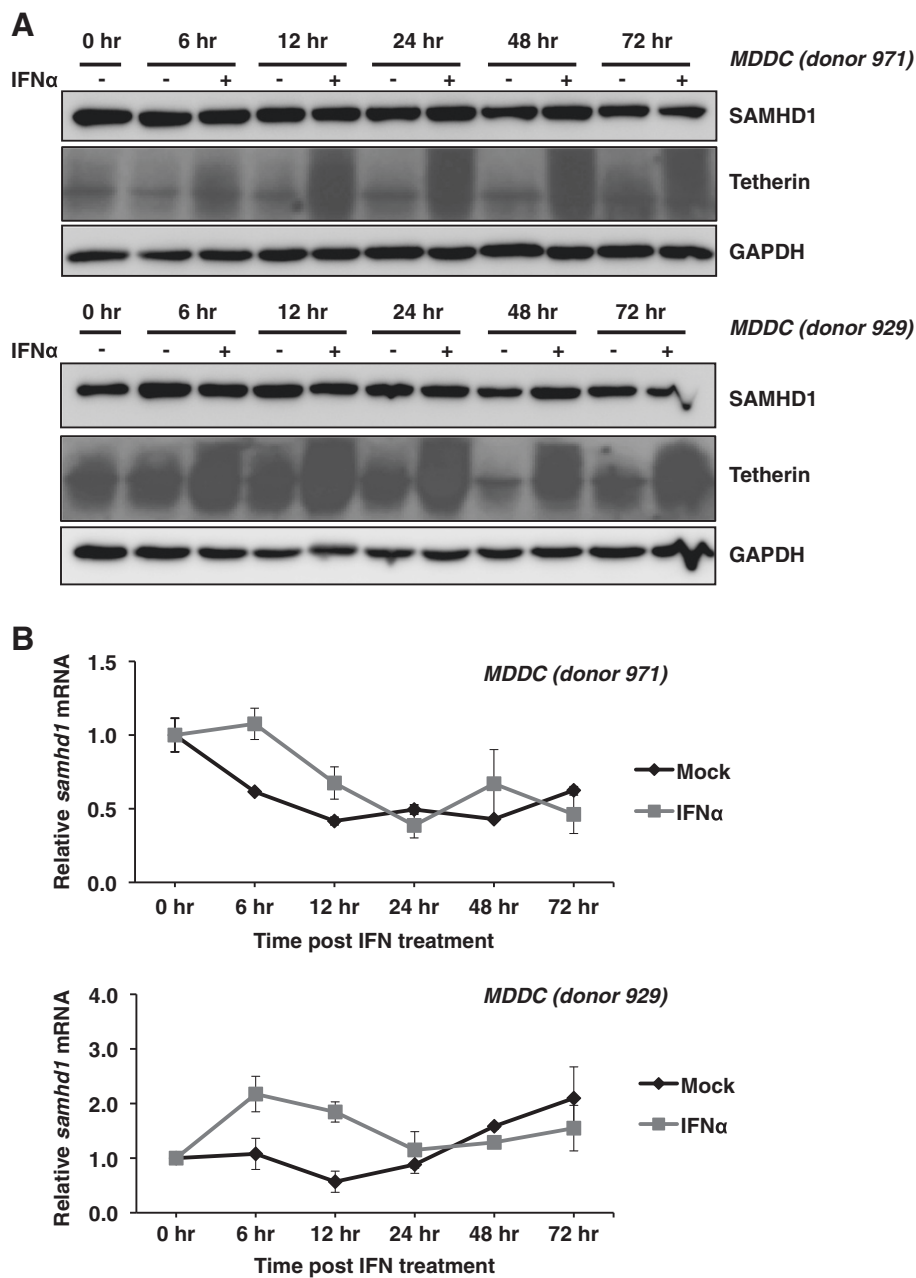 A
0 hr 6 hr 12 hr 24 hr 48 hr 72 hr MDDC (donor 971)
IFNα - - + - + - + - + - +
SAMHD1
Tetherin
GAPDH
0 hr 6 hr 12 hr 24 hr 48 hr 72 hr MDDC (donor 929)
IFNα - - + - + - + - + - +
SAMHD1
Tetherin
GAPDH
B
MDDC (donor 971)
Relative samhd1 mRNA
1.5
1.0
0.5
0.0
Mock
IFNα
0 hr 6 hr 12 hr 24 hr 48 hr 72 hr
Time post IFN treatment
MDDC (donor 929)
Relative samhd1 mRNA
4.0
3.0
2.0
1.0
0.0
Mock
IFNα
0 hr 6 hr 12 hr 24 hr 48 hr 72 hr
Time post IFN treatment